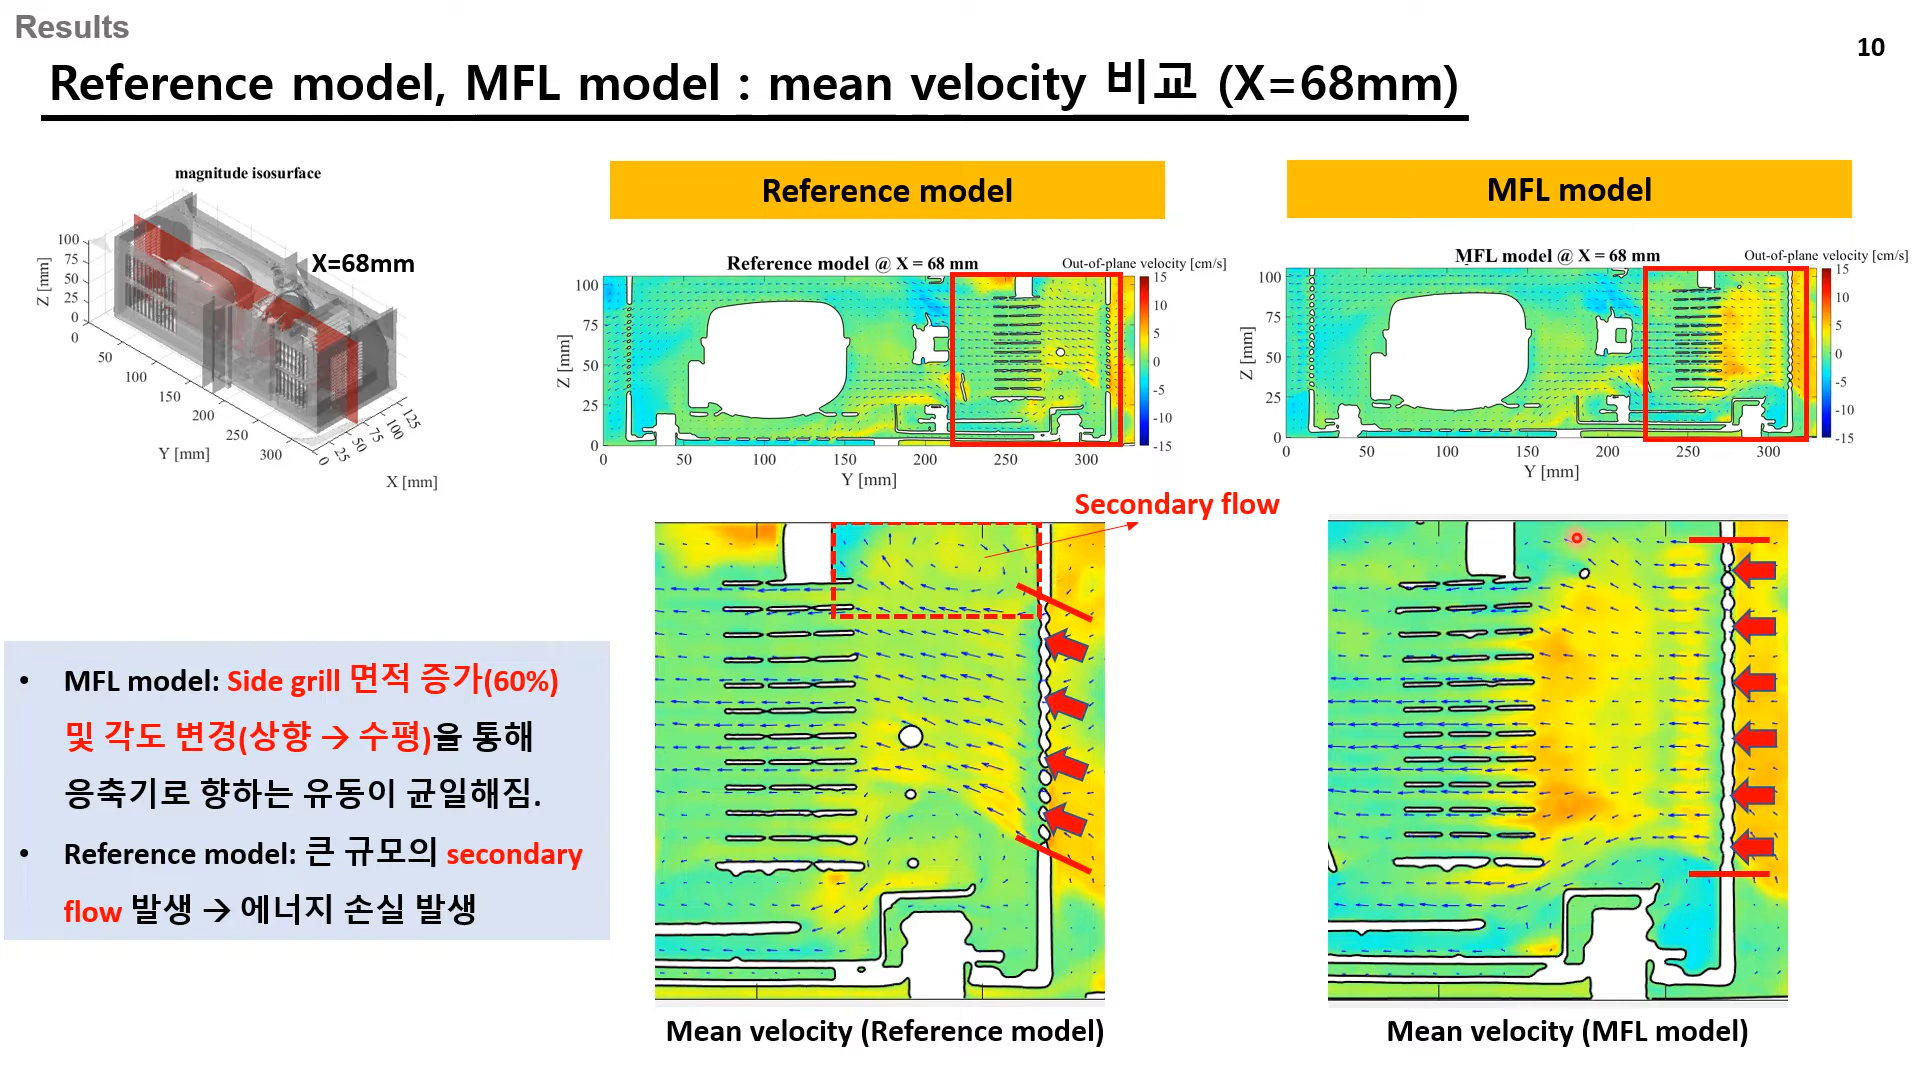 Results
10
Reference model, MFL model : mean velocity 비교 (X=68mm)
magnitude isosurface
X=68mm
100
75
50
25
0
Z [mm]
0
50
100
150
200
250
300
Y [mm]
0
25
50
75
100
125
X [mm]
Reference model
Reference model @ X = 68 mm
Out-of-plane velocity [cm/s]
100
75
50
25
0
Z [mm]
0
50
100
150
200
250
300
Y [mm]
15
10
5
0
-5
-10
-15
MFL model
MFL model @ X = 68 mm
Out-of-plane velocity [cm/s]
100
75
50
25
0
Z [mm]
0
50
100
150
200
250
300
Y [mm]
15
10
5
0
-5
-10
-15
Secondary flow
• MFL model: Side grill 면적 증가(60%)
및 각도 변경(상향 → 수평)을 통해
응축기로 향하는 유동이 균일해짐.
• Reference model: 큰 규모의 secondary
flow 발생 → 에너지 손실 발생
Mean velocity (Reference model)
Mean velocity (MFL model)